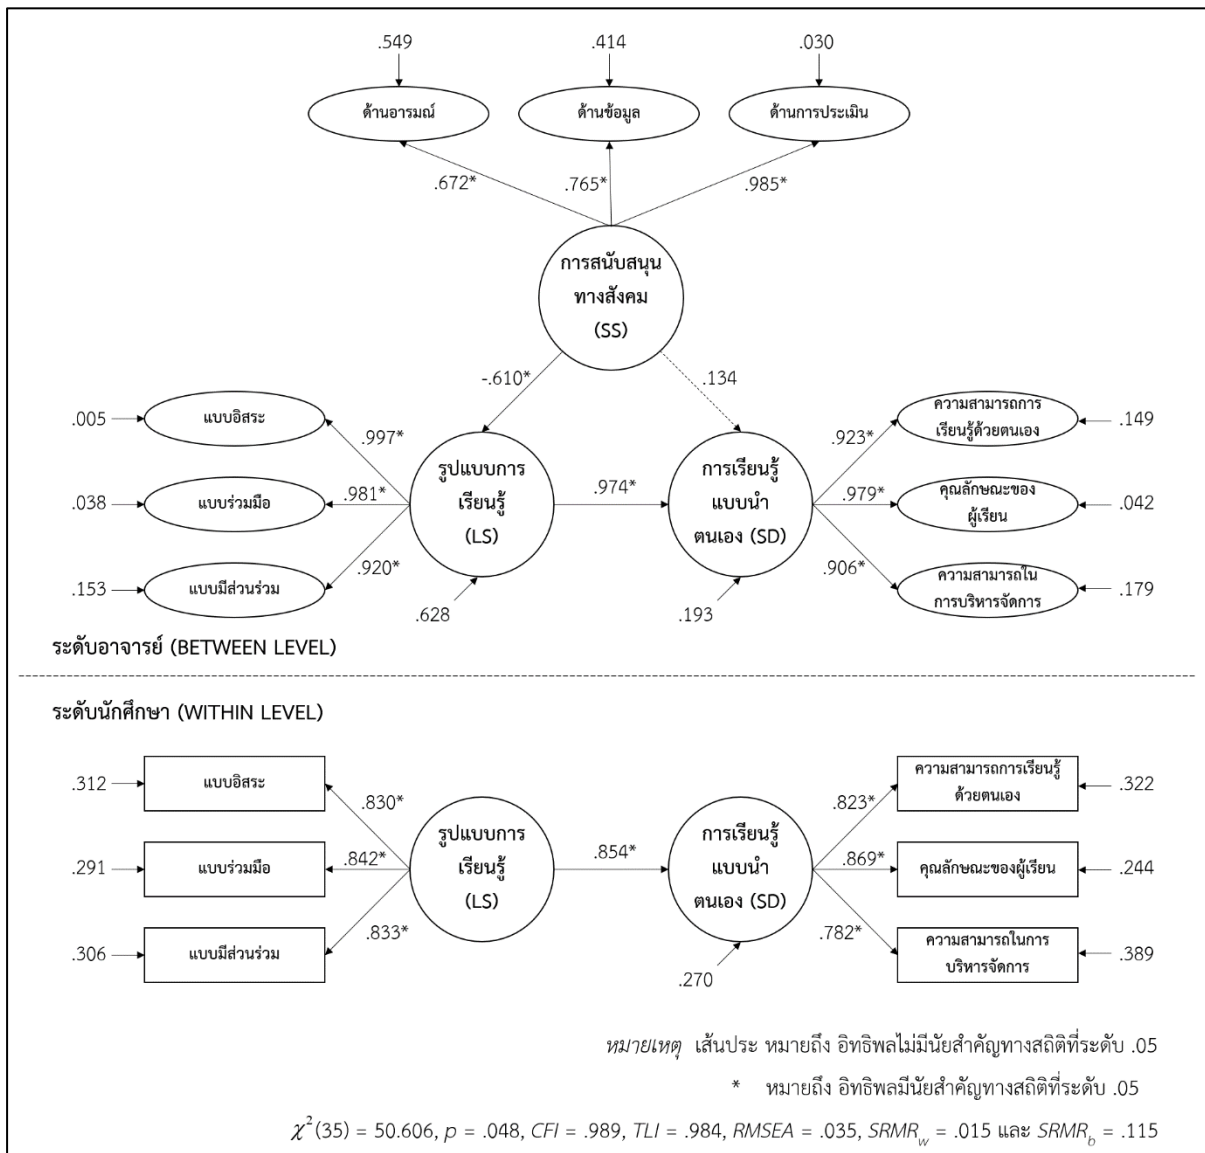 .549
.414
.030
ด้านอารมณ์
ด้านข้อมูล
ด้านการประเมิน
.672*
.765*
.985*
การสนับสนุน
ทางสังคม
(SS)
-.610*
.134
.005
แบบอิสระ
.997*
.038
แบบร่วมมือ
.981*
.153
แบบมีส่วนร่วม
.920*
รูปแบบการ
เรียนรู้
(LS)
.628
.974*
การเรียนรู้
แบบนำ
ตนเอง (SD)
.193
.923*
ความสามารถการ
เรียนรู้ด้วยตนเอง
.149
.979*
คุณลักษณะของ
ผู้เรียน
.042
.906*
ความสามารถใน
การบริหารจัดการ
.179
ระดับอาจารย์ (BETWEEN LEVEL)
ระดับนักศึกษา (WITHIN LEVEL)
.312
แบบอิสระ
.830*
.291
แบบร่วมมือ
.842*
.306
แบบมีส่วนร่วม
.833*
รูปแบบการ
เรียนรู้
(LS)
.854*
การเรียนรู้
แบบนำ
ตนเอง (SD)
.270
.823*
ความสามารถการเรียนรู้
ด้วยตนเอง
.322
.869*
คุณลักษณะของผู้เรียน
.244
.782*
ความสามารถในการ
บริหารจัดการ
.389
หมายเหตุ เส้นประ หมายถึง อิทธิพลไม่มีนัยสำคัญทางสถิติที่ระดับ .05
* หมายถึง อิทธิพลมีนัยสำคัญทางสถิติที่ระดับ .05
χ²(35) = 50.606, p = .048, CFI = .989, TLI = .984, RMSEA = .035, SRMR_w = .015 และ SRMR_b = .115